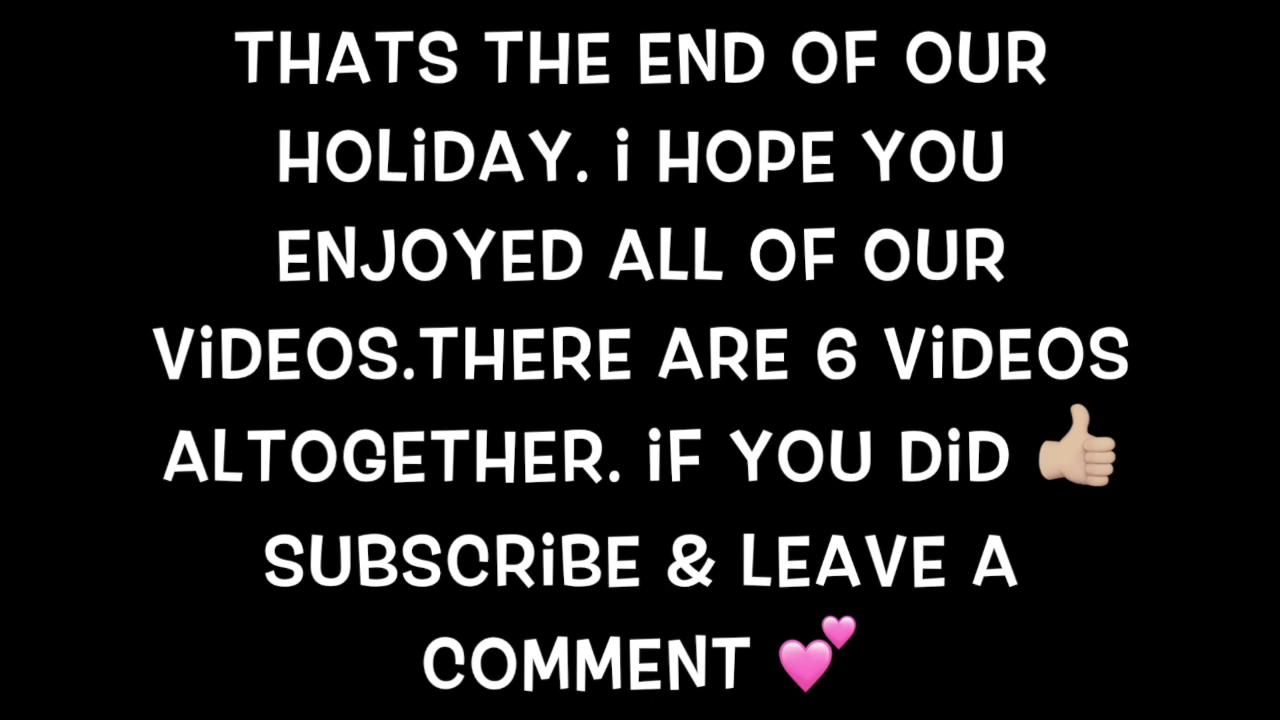 THATS THE END OF OUR
HOLiDAY. i HOPE YOU
ENJOYED ALL OF OUR
ViDEOS.THERE ARE 6 ViDEOS
ALTOGETHER. iF YOU DiD 👍🏼
SUBSCRiBE & LEAVE A
COMMENT 💕